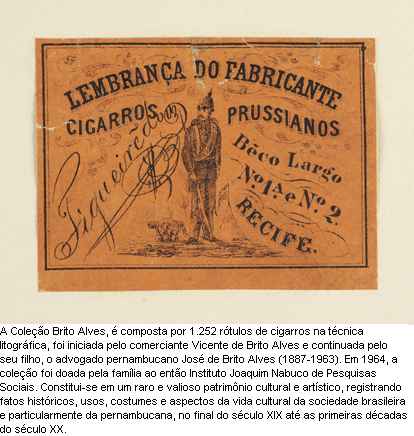 LEMBRANÇA DO FABRICANTE
CIGARROS PRUSSIANOS
Figueirêdo
Bêco Largo
Nº 1A. e Nº 2.
RECIFE.
A Coleção Brito Alves, é composta por 1.252 rótulos de cigarros na técnica
litográfica, foi iniciada pelo comerciante Vicente de Brito Alves e continuada pelo
seu filho, o advogado pernambucano José de Brito Alves (1887-1963). Em 1964, a
coleção foi doada pela família ao então Instituto Joaquim Nabuco de Pesquisas
Sociais. Constitui-se em um raro e valioso patrimônio cultural e artístico, registrando
fatos históricos, usos, costumes e aspectos da vida cultural da sociedade brasileira
e particularmente da pernambucana, no final do século XIX até as primeiras décadas
do século XX.